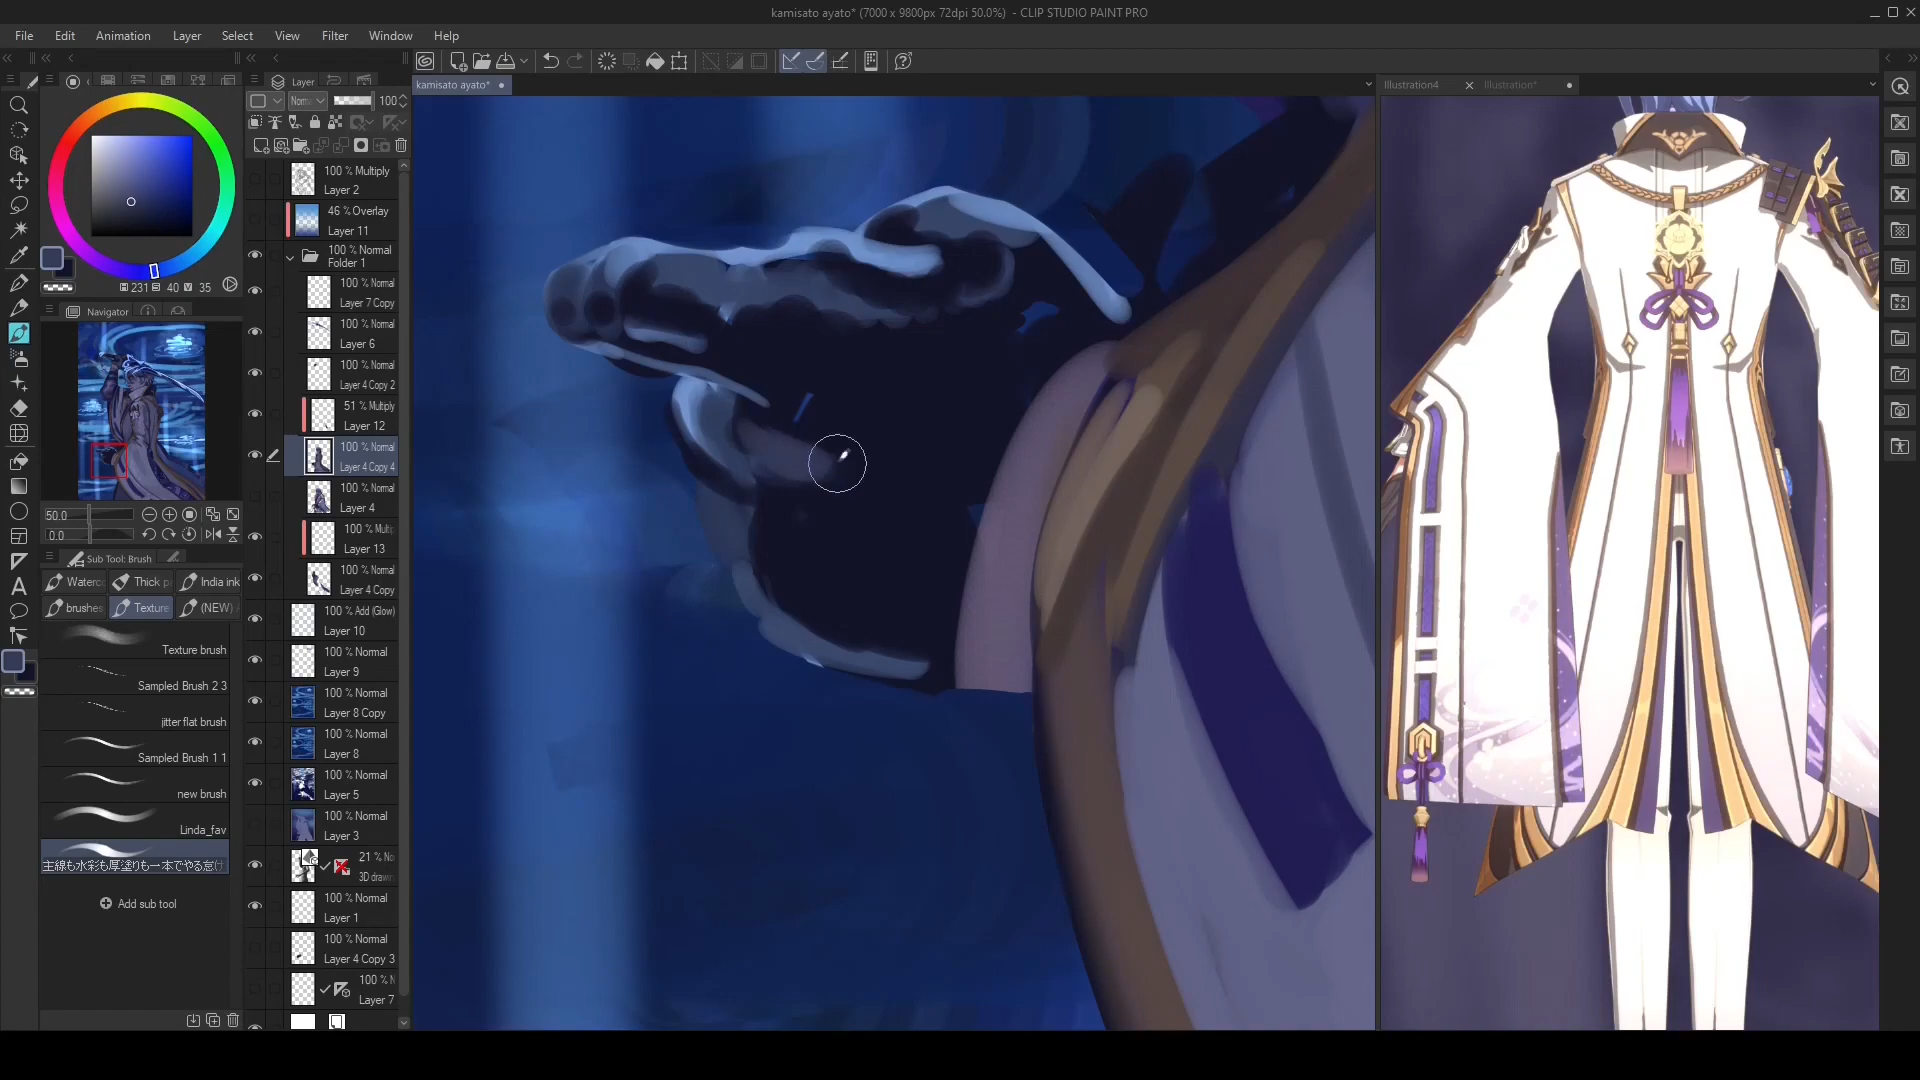 kamisato ayato* (7000 x 9800px 72dpi 50.0%) - CLIP STUDIO PAINT PRO
File Edit Animation Layer Select View Filter Window Help
kamisato ayato*
Illustration4
Illustration*
Layer
Norm
100
100 % Multiply
Layer 2
46 % Overlay
Layer 11
100 % Normal
Folder 1
100 % Normal
Layer 7 Copy
100 % Normal
Layer 6
100 % Normal
Layer 4 Copy 2
51 % Multiply
Layer 12
100 % Normal
Layer 4 Copy 4
100 % Normal
Layer 4
100 % Multi
Layer 13
100 % Normal
Layer 4 Copy
100 % Add (Glow)
Layer 10
100 % Normal
Layer 9
100 % Normal
Layer 8 Copy
100 % Normal
Layer 8
100 % Normal
Layer 5
100 % Normal
Layer 3
21 % No
3D drawi
100 % Normal
Layer 1
100 % Normal
Layer 4 Copy 3
100 % N
Layer 7
H 231 S 40 V 35
Navigator
50.0
0.0
Sub Tool: Brush
Waterc
Thick p
India ink
brushes
Texture
(NEW)
Texture brush
Sampled Brush 2 3
jitter flat brush
Sampled Brush 1 1
new brush
Linda_fav
主線も水彩も厚塗りも一本でやる怠け
Add sub tool